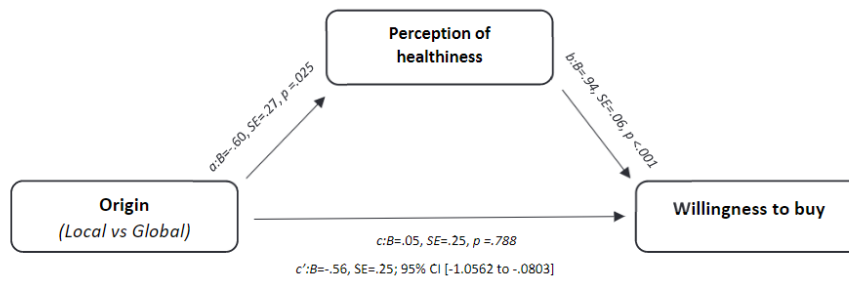 Perception of
healthiness
a:B=-.60, SE=.27, p =.025
b:B=.94, SE=.06, p <.001
Origin
(Local vs Global)
Willingness to buy
c:B=.05, SE=.25, p =.788
c':B=-.56, SE=.25; 95% CI [-1.0562 to -.0803]